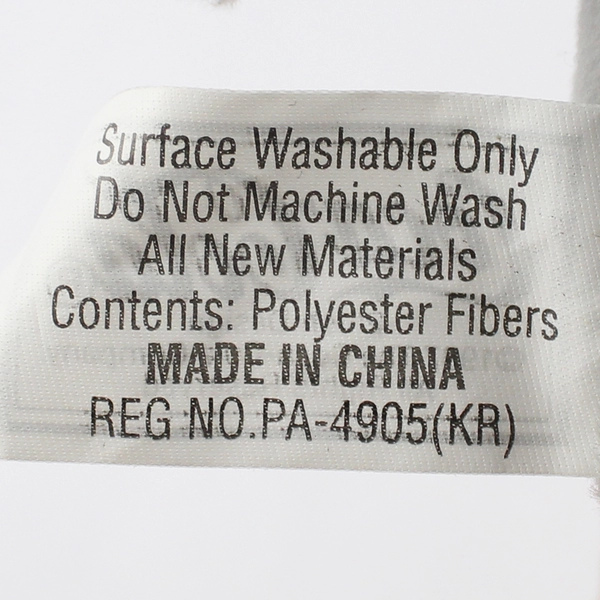 Surface Washable Only
Do Not Machine Wash
All New Materials
Contents: Polyester Fibers
MADE IN CHINA
REG NO.PA-4905(KR)